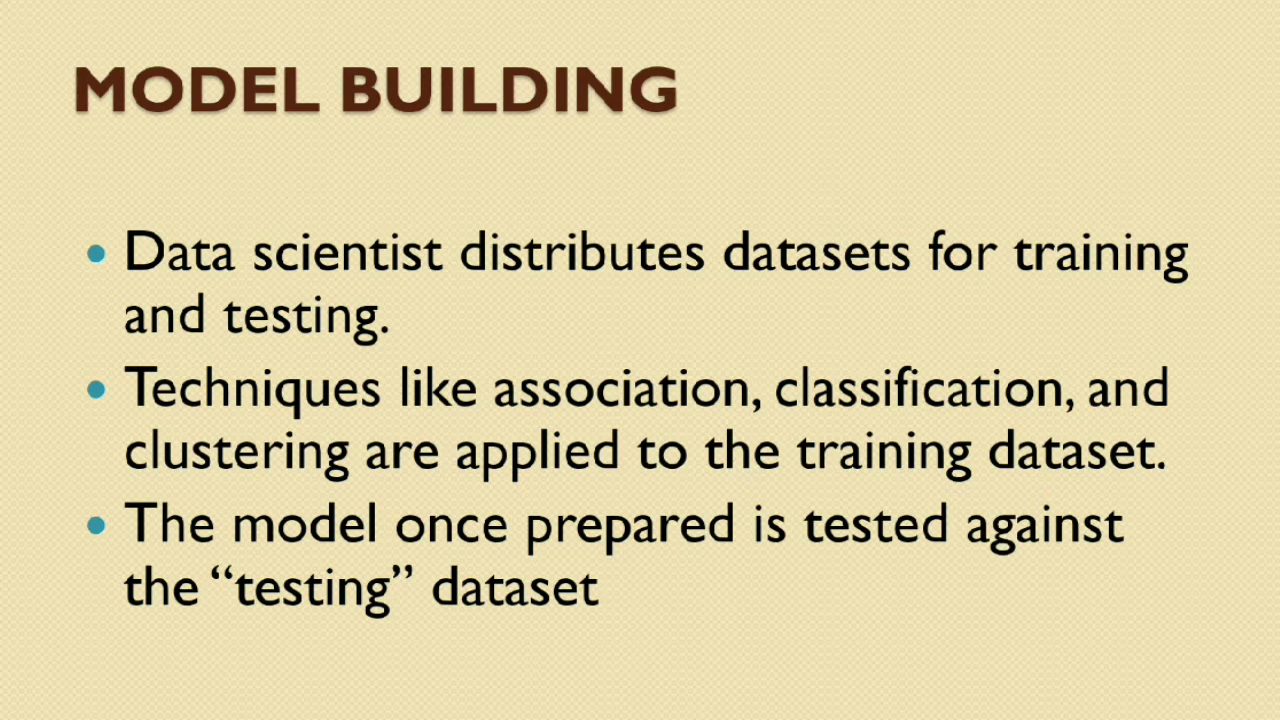 MODEL BUILDING
• Data scientist distributes datasets for training
and testing.
• Techniques like association, classification, and
clustering are applied to the training dataset.
• The model once prepared is tested against
the “testing” dataset